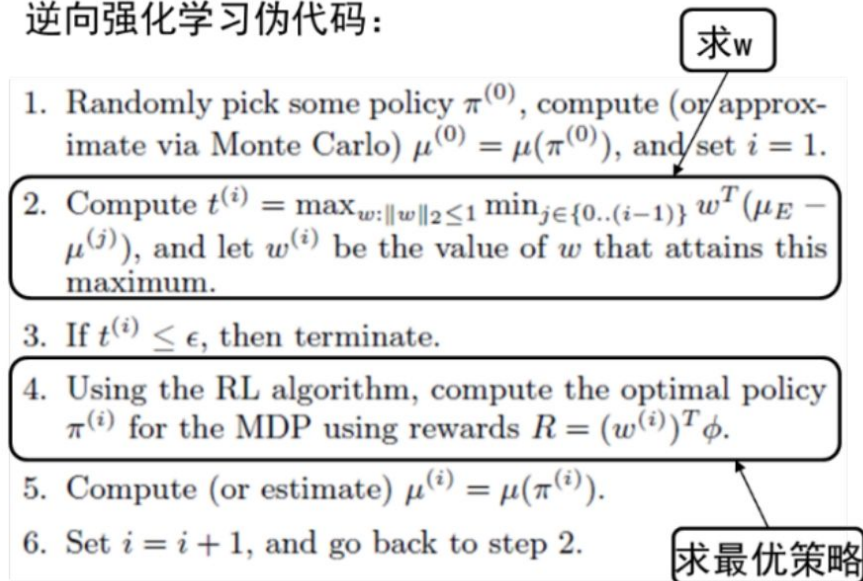 逆向强化学习伪代码：
求w
1. Randomly pick some policy π⁽⁰⁾, compute (or approx-
imate via Monte Carlo) μ⁽⁰⁾ = μ(π⁽⁰⁾), and set i = 1.
2. Compute t⁽ⁱ⁾ = max_{w:‖w‖₂≤1} min_{j∈{0..(i−1)}} wᵀ(μ_E −
μ⁽ʲ⁾), and let w⁽ⁱ⁾ be the value of w that attains this
maximum.
3. If t⁽ⁱ⁾ ≤ ϵ, then terminate.
4. Using the RL algorithm, compute the optimal policy
π⁽ⁱ⁾ for the MDP using rewards R = (w⁽ⁱ⁾)ᵀϕ.
5. Compute (or estimate) μ⁽ⁱ⁾ = μ(π⁽ⁱ⁾).
6. Set i = i + 1, and go back to step 2.
求最优策略